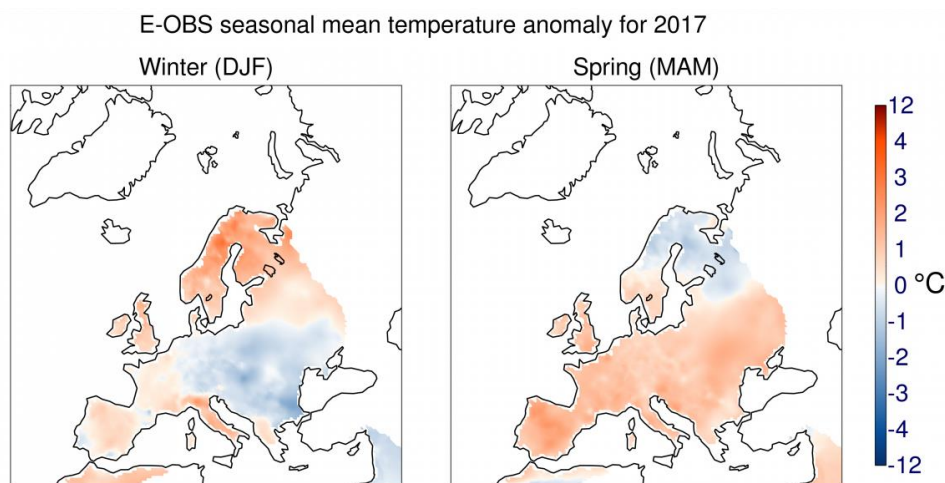 E-OBS seasonal mean temperature anomaly for 2017
Winter (DJF)
Spring (MAM)
12
4
3
2
1
0
-1
-2
-3
-4
-12
°C